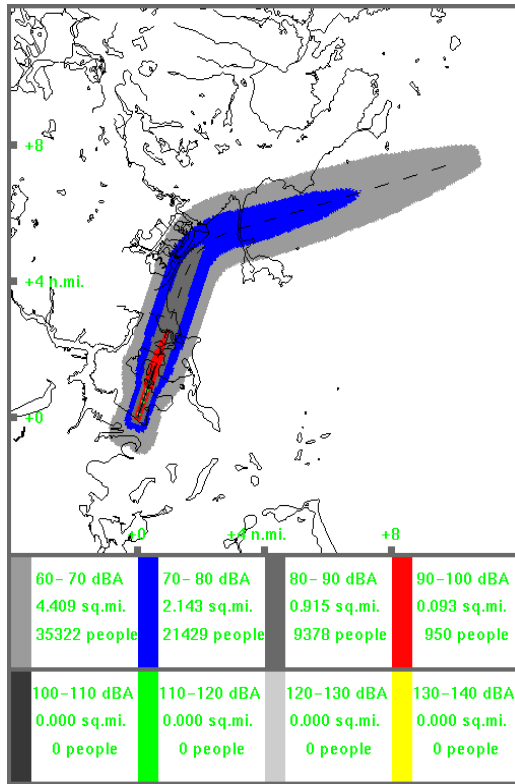 +8
+4 n.mi.
+0
+0 +4 n.mi. +8
60-70 dBA 70-80 dBA 80-90 dBA 90-100 dBA
4.409 sq.mi. 2.143 sq.mi. 0.915 sq.mi. 0.093 sq.mi.
35322 people 21429 people 9378 people 950 people
100-110 dBA 110-120 dBA 120-130 dBA 130-140 dBA
0.000 sq.mi. 0.000 sq.mi. 0.000 sq.mi. 0.000 sq.mi.
0 people 0 people 0 people 0 people